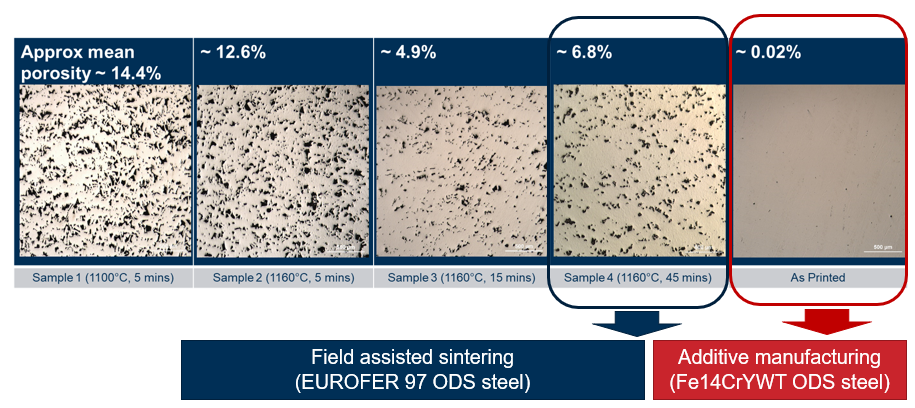 Approx mean
porosity ~ 14.4%
~ 12.6%
~ 4.9%
~ 6.8%
~ 0.02%
500 µm
Sample 1 (1100°C, 5 mins)
Sample 2 (1160°C, 5 mins)
Sample 3 (1160°C, 15 mins)
Sample 4 (1160°C, 45 mins)
As Printed
Field assisted sintering
(EUROFER 97 ODS steel)
Additive manufacturing
(Fe14CrYWT ODS steel)